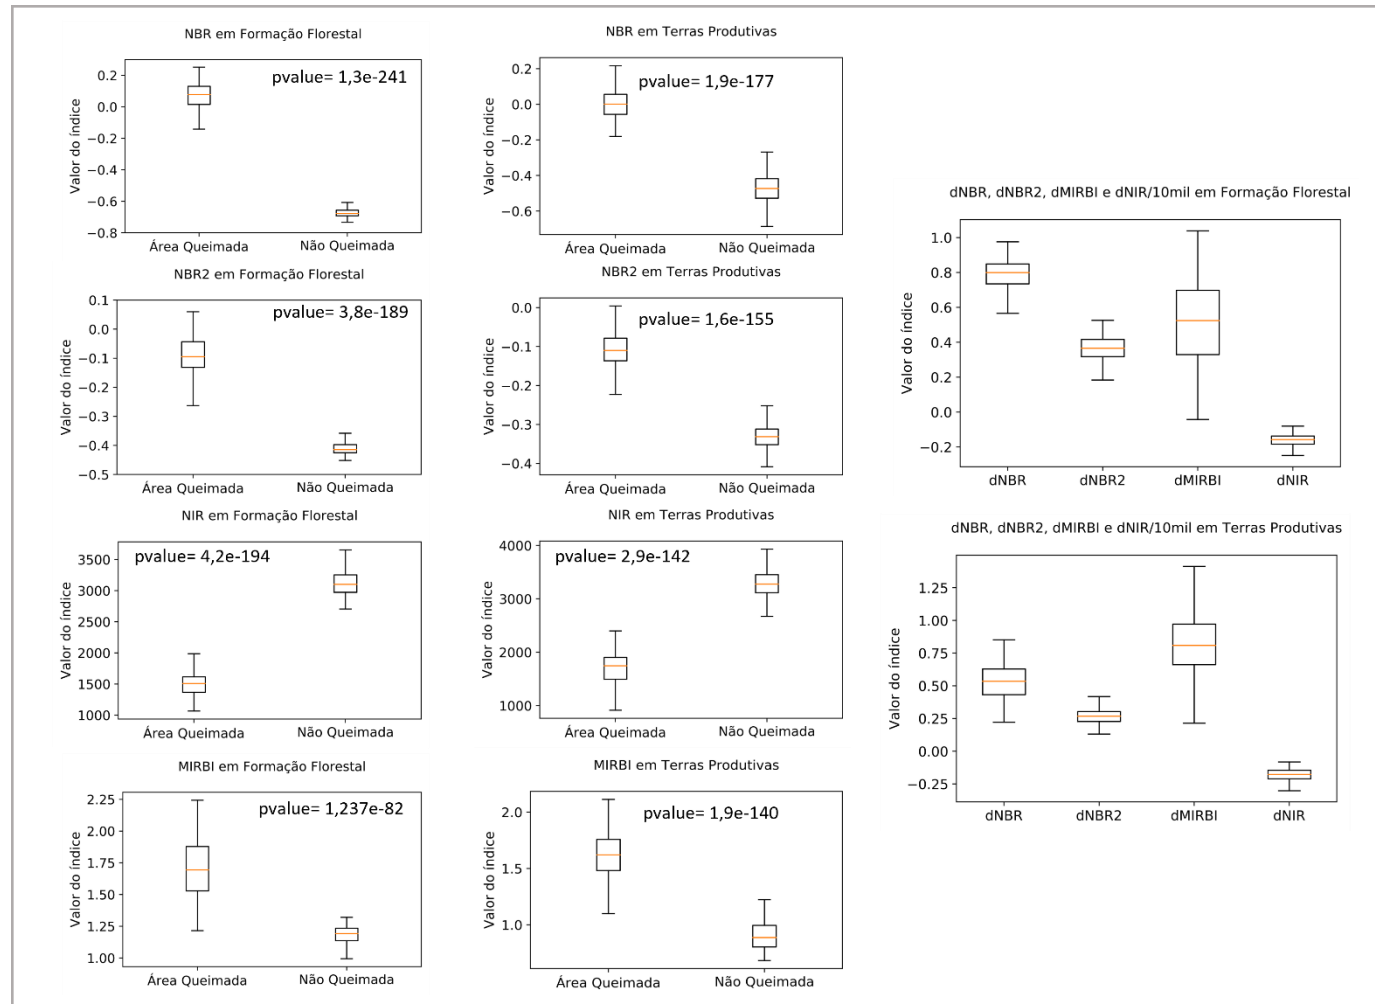 NBR em Formação Florestal
pvalue= 1,3e-241
Valor do índice
0.2
0.0
−0.2
−0.4
−0.6
−0.8
Área Queimada Não Queimada
NBR em Terras Produtivas
pvalue= 1,9e-177
Valor do índice
0.2
0.0
−0.2
−0.4
−0.6
Área Queimada Não Queimada
NBR2 em Formação Florestal
pvalue= 3,8e-189
Valor do índice
0.1
0.0
−0.1
−0.2
−0.3
−0.4
−0.5
Área Queimada Não Queimada
NBR2 em Terras Produtivas
pvalue= 1,6e-155
Valor do índice
0.0
−0.1
−0.2
−0.3
−0.4
Área Queimada Não Queimada
NIR em Formação Florestal
pvalue= 4,2e-194
Valor do índice
3500
3000
2500
2000
1500
1000
Área Queimada Não Queimada
NIR em Terras Produtivas
pvalue= 2,9e-142
Valor do índice
4000
3000
2000
1000
Área Queimada Não Queimada
MIRBI em Formação Florestal
pvalue= 1,237e-82
Valor do índice
2.25
2.00
1.75
1.50
1.25
1.00
Área Queimada Não Queimada
MIRBI em Terras Produtivas
pvalue= 1,9e-140
Valor do índice
2.0
1.5
1.0
Área Queimada Não Queimada
dNBR, dNBR2, dMIRBI e dNIR/10mil em Formação Florestal
Valor do índice
1.0
0.8
0.6
0.4
0.2
0.0
−0.2
dNBR dNBR2 dMIRBI dNIR
dNBR, dNBR2, dMIRBI e dNIR/10mil em Terras Produtivas
Valor do índice
1.25
1.00
0.75
0.50
0.25
0.00
−0.25
dNBR dNBR2 dMIRBI dNIR